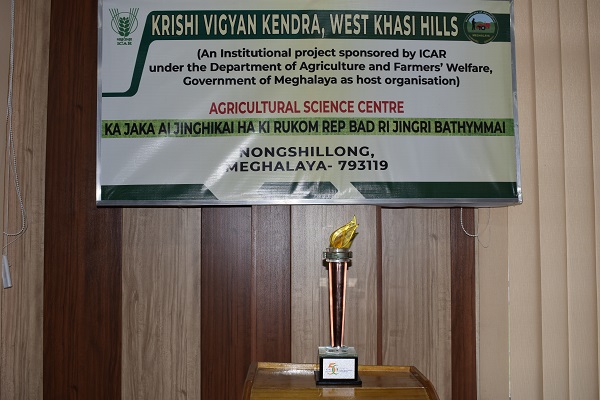 KRISHI VIGYAN KENDRA, WEST KHASI HILLS
(An Institutional project sponsored by ICAR
under the Department of Agriculture and Farmers' Welfare,
Government of Meghalaya as host organisation)
AGRICULTURAL SCIENCE CENTRE
KA JAKA AI JINGHIKAI HA KI RUKOM REP BAD RI JINGRI BATHYMMAI
NONGSHILLONG,
MEGHALAYA- 793119